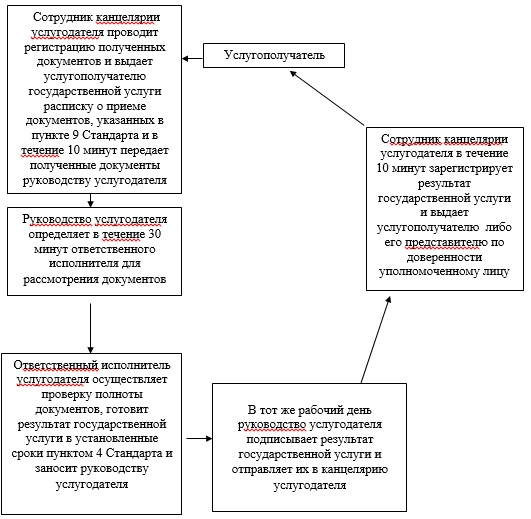 Услугополучатель
Сотрудник канцелярии
услугодателя проводит
регистрацию полученных
документов и выдает
услугополучателю
государственной услуги
расписку о приеме
документов, указанных в
пункте 9 Стандарта и в
течение 10 минут передает
полученные документы
руководству услугодателя
Руководство услугодателя
определяет в течение 30
минут ответственного
исполнителя для
рассмотрения документов
Ответственный исполнитель
услугодателя осуществляет
проверку полноты
документов, готовит
результат государственной
услуги в установленные
сроки пунктом 4 Стандарта и
заносит руководству
услугодателя
В тот же рабочий день
руководство услугодателя
подписывает результат
государственной услуги и
отправляет их в канцелярию
услугодателя
Сотрудник канцелярии
услугодателя в течение
10 минут зарегистрирует
результат
государственной услуги
и выдает
услугополучателю либо
его представителю по
доверенности
уполномоченному лицу